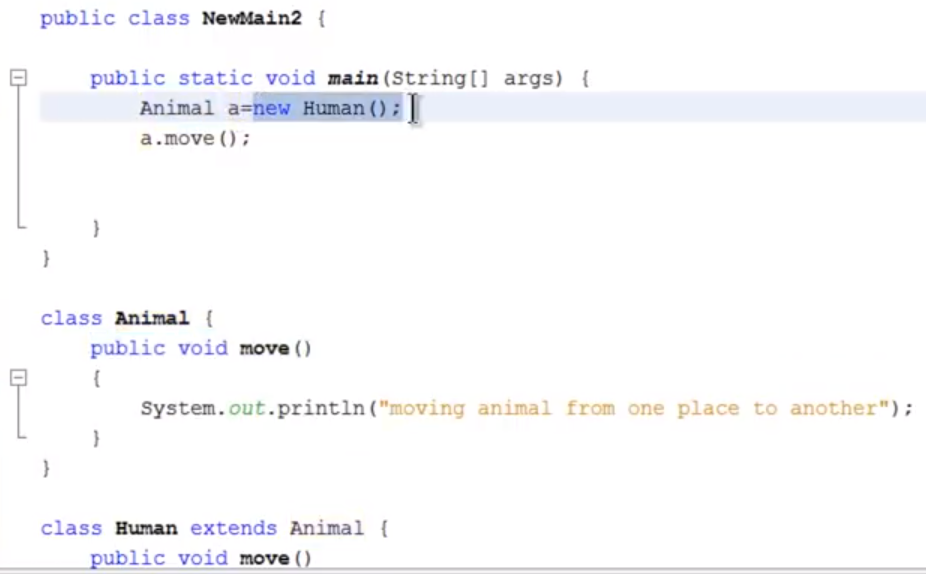 public class NewMain2 {
public static void main(String[] args) {
Animal a=new Human();
a.move();
}
}
class Animal {
public void move()
{
System.out.println("moving animal from one place to another");
}
}
class Human extends Animal {
public void move()